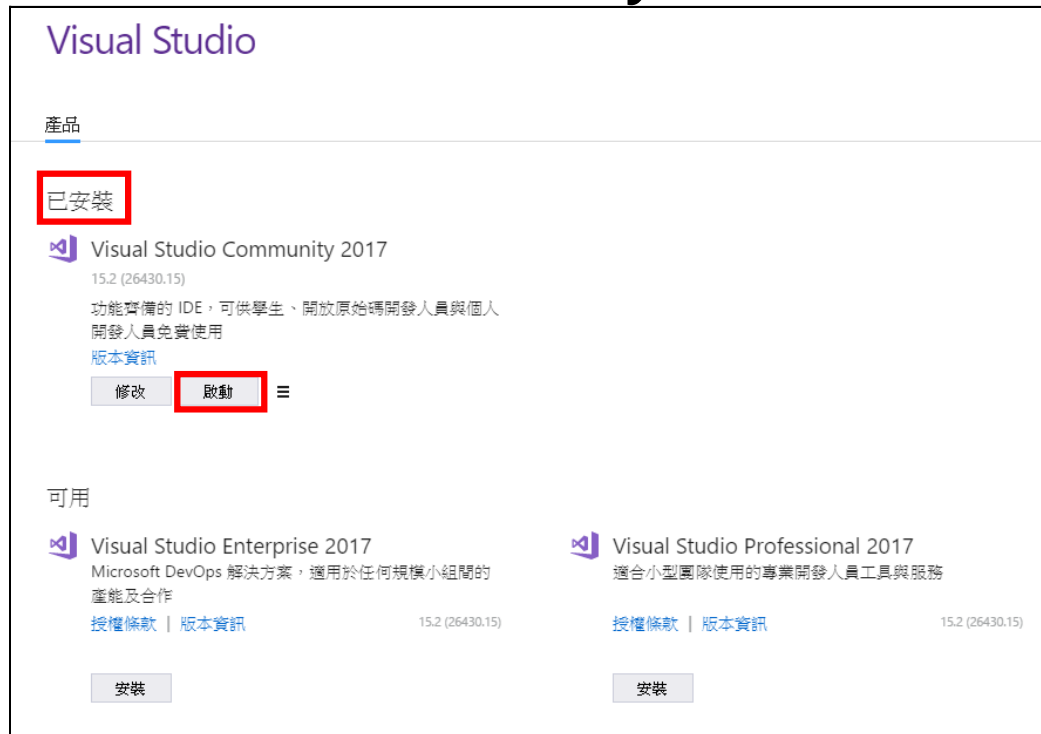 Visual Studio
產品
已安裝
Visual Studio Community 2017
15.2 (26430.15)
功能齊備的 IDE，可供學生、開放原始碼開發人員與個人
開發人員免費使用
版本資訊
修改 啟動
可用
Visual Studio Enterprise 2017
Microsoft DevOps 解決方案，適用於任何規模小組間的
產能及合作
授權條款 | 版本資訊 15.2 (26430.15)
安裝
Visual Studio Professional 2017
適合小型團隊使用的專業開發人員工具與服務
授權條款 | 版本資訊 15.2 (26430.15)
安裝